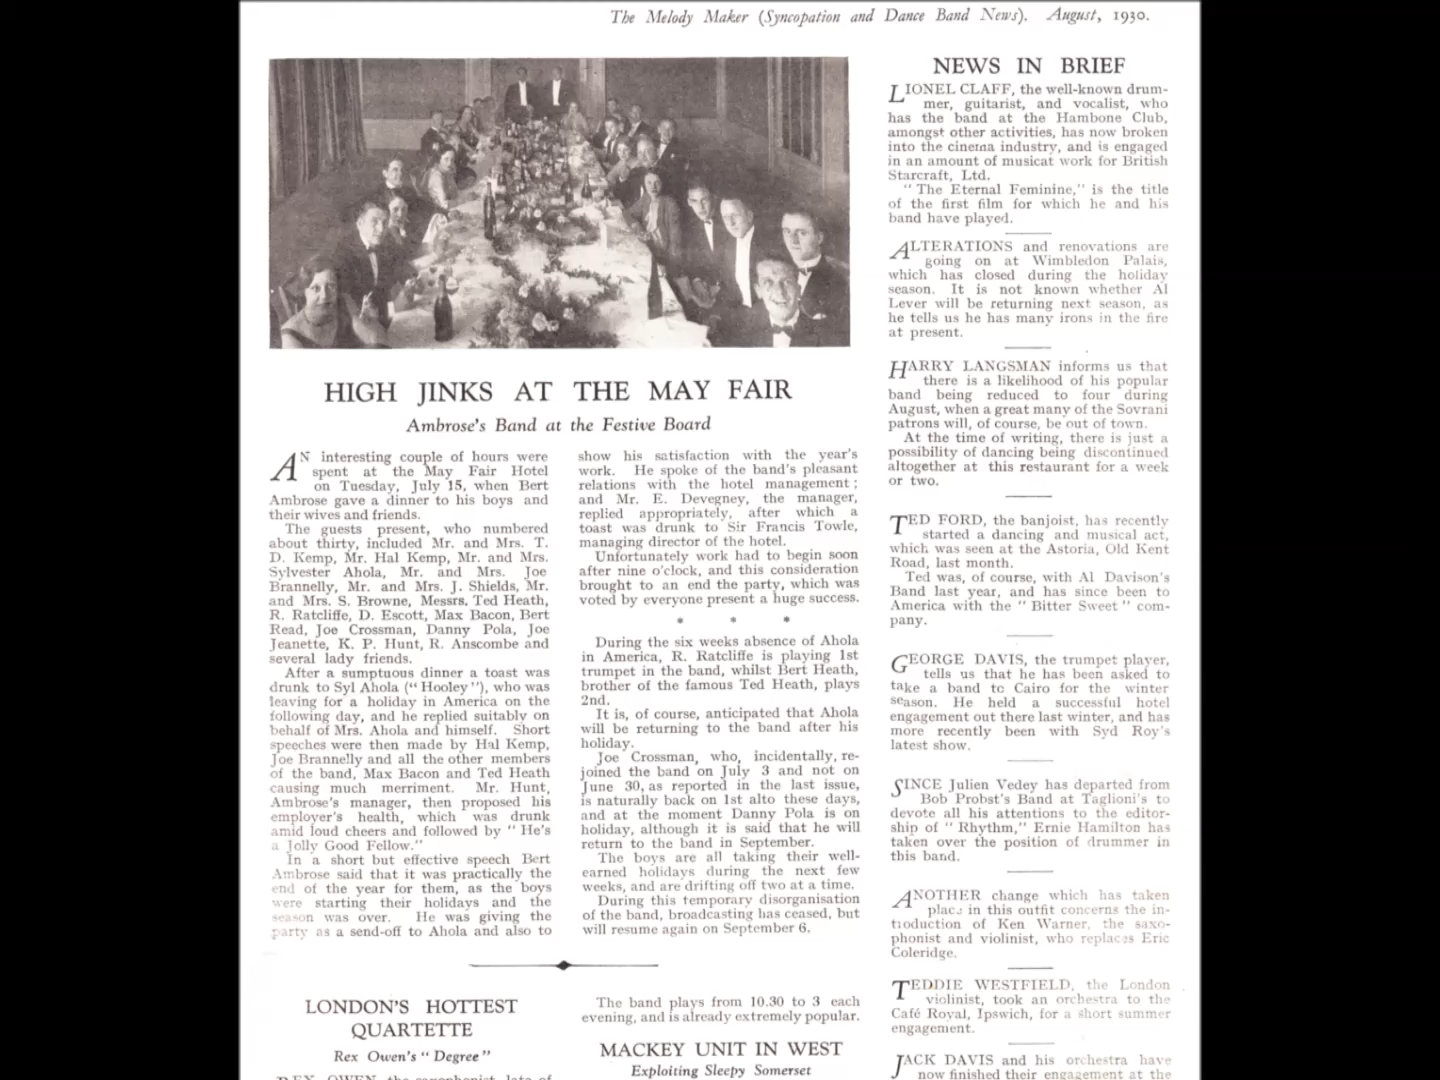 The Melody Maker (Syncopation and Dance Band News). August, 1930.
HIGH JINKS AT THE MAY FAIR
Ambrose's Band at the Festive Board
AN interesting couple of hours were
spent at the May Fair Hotel
on Tuesday, July 15, when Bert
Ambrose gave a dinner to his boys and
their wives and friends.
The guests present, who numbered
about thirty, included Mr. and Mrs. T.
D. Kemp, Mr. Hal Kemp, Mr. and Mrs.
Sylvester Ahola, Mr. and Mrs. Joe
Brannelly, Mr. and Mrs. J. Shields, Mr.
and Mrs. S. Browne, Messrs. Ted Heath,
R. Ratcliffe, D. Escott, Max Bacon, Bert
Read, Joe Crossman, Danny Pola, Joe
Jeanette, K. P. Hunt, R. Anscombe and
several lady friends.
After a sumptuous dinner a toast was
drunk to Syl Ahola ("Hooley"), who was
leaving for a holiday in America on the
following day, and he replied suitably on
behalf of Mrs. Ahola and himself. Short
speeches were then made by Hal Kemp,
Joe Brannelly and all the other members
of the band, Max Bacon and Ted Heath
causing much merriment. Mr. Hunt,
Ambrose's manager, then proposed his
employer's health, which was drunk
amid loud cheers and followed by "He's
a Jolly Good Fellow."
In a short but effective speech Bert
Ambrose said that it was practically the
end of the year for them, as the boys
were starting their holidays and the
season was over. He was giving the
party as a send-off to Ahola and also to
show his satisfaction with the year's
work. He spoke of the band's pleasant
relations with the hotel management;
and Mr. E. Devegney, the manager,
replied appropriately, after which a
toast was drunk to Sir Francis Towle,
managing director of the hotel.
Unfortunately work had to begin soon
after nine o'clock, and this consideration
brought to an end the party, which was
voted by everyone present a huge success.
* * *
During the six weeks absence of Ahola
in America, R. Ratcliffe is playing 1st
trumpet in the band, whilst Bert Heath,
brother of the famous Ted Heath, plays
2nd.
It is, of course, anticipated that Ahola
will be returning to the band after his
holiday.
Joe Crossman, who, incidentally, re-
joined the band on July 3 and not on
June 30, as reported in the last issue,
is naturally back on 1st alto these days,
and at the moment Danny Pola is on
holiday, although it is said that he will
return to the band in September.
The boys are all taking their well-
earned holidays during the next few
weeks, and are drifting off two at a time.
During this temporary disorganisation
of the band, broadcasting has ceased, but
will resume again on September 6.
LONDON'S HOTTEST
QUARTETTE
Rex Owen's "Degree"
REX OWEN, the saxophonist, late of
The band plays from 10.30 to 3 each
evening, and is already extremely popular.
MACKEY UNIT IN WEST
Exploiting Sleepy Somerset
NEWS IN BRIEF
LIONEL CLAFF, the well-known drum-
mer, guitarist, and vocalist, who
has the band at the Hambone Club,
amongst other activities, has now broken
into the cinema industry, and is engaged
in an amount of musicat work for British
Starcraft, Ltd.
"The Eternal Feminine," is the title
of the first film for which he and his
band have played.
ALTERATIONS and renovations are
going on at Wimbledon Palais,
which has closed during the holiday
season. It is not known whether Al
Lever will be returning next season, as
he tells us he has many irons in the fire
at present.
HARRY LANGSMAN informs us that
there is a likelihood of his popular
band being reduced to four during
August, when a great many of the Sovrani
patrons will, of course, be out of town.
At the time of writing, there is just a
possibility of dancing being discontinued
altogether at this restaurant for a week
or two.
TED FORD, the banjoist, has recently
started a dancing and musical act,
which was seen at the Astoria, Old Kent
Road, last month.
Ted was, of course, with Al Davison's
Band last year, and has since been to
America with the "Bitter Sweet" com-
pany.
GEORGE DAVIS, the trumpet player,
tells us that he has been asked to
take a band to Cairo for the winter
season. He held a successful hotel
engagement out there last winter, and has
more recently been with Syd Roy's
latest show.
SINCE Julien Vedey has departed from
Bob Probst's Band at Taglioni's to
devote all his attentions to the editor-
ship of "Rhythm," Ernie Hamilton has
taken over the position of drummer in
this band.
ANOTHER change which has taken
place in this outfit concerns the in-
troduction of Ken Warner, the saxo-
phonist and violinist, who replaces Eric
Coleridge.
TEDDIE WESTFIELD, the London
violinist, took an orchestra to the
Café Royal, Ipswich, for a short summer
engagement.
JACK DAVIS and his orchestra have
now finished their engagement at the